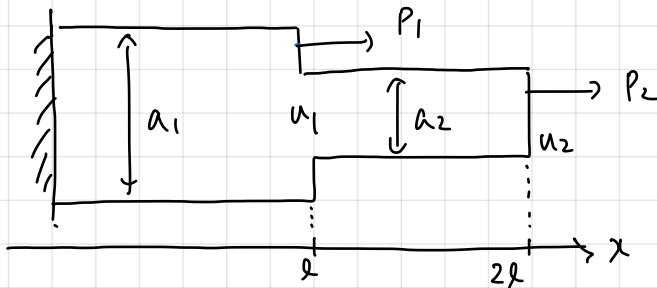 P₁
a₁
u₁
a₂
P₂
u₂
x
l
2l